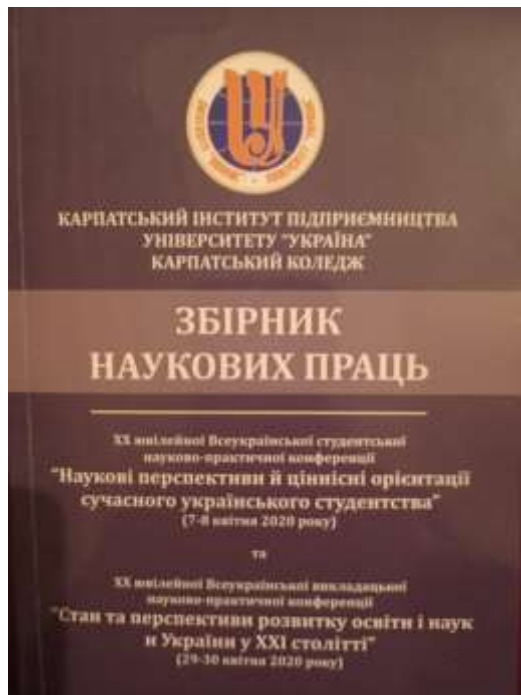 КАРПАТСЬКИЙ ІНСТИТУТ ПІДПРИЄМНИЦТВА
УНІВЕРСИТЕТУ "УКРАЇНА"
КАРПАТСЬКИЙ КОЛЕДЖ
ЗБІРНИК
НАУКОВИХ ПРАЦЬ
XX ювілейної Всеукраїнської студентської
науково-практичної конференції
"Наукові перспективи й ціннісні орієнтації
сучасного українського студентства"
(7-8 квітня 2020 року)
та
XX ювілейної Всеукраїнської викладацької
науково-практичної конференції
"Стан та перспективи розвитку освіти і наук
и України у XXI столітті"
(29-30 квітня 2020 року)